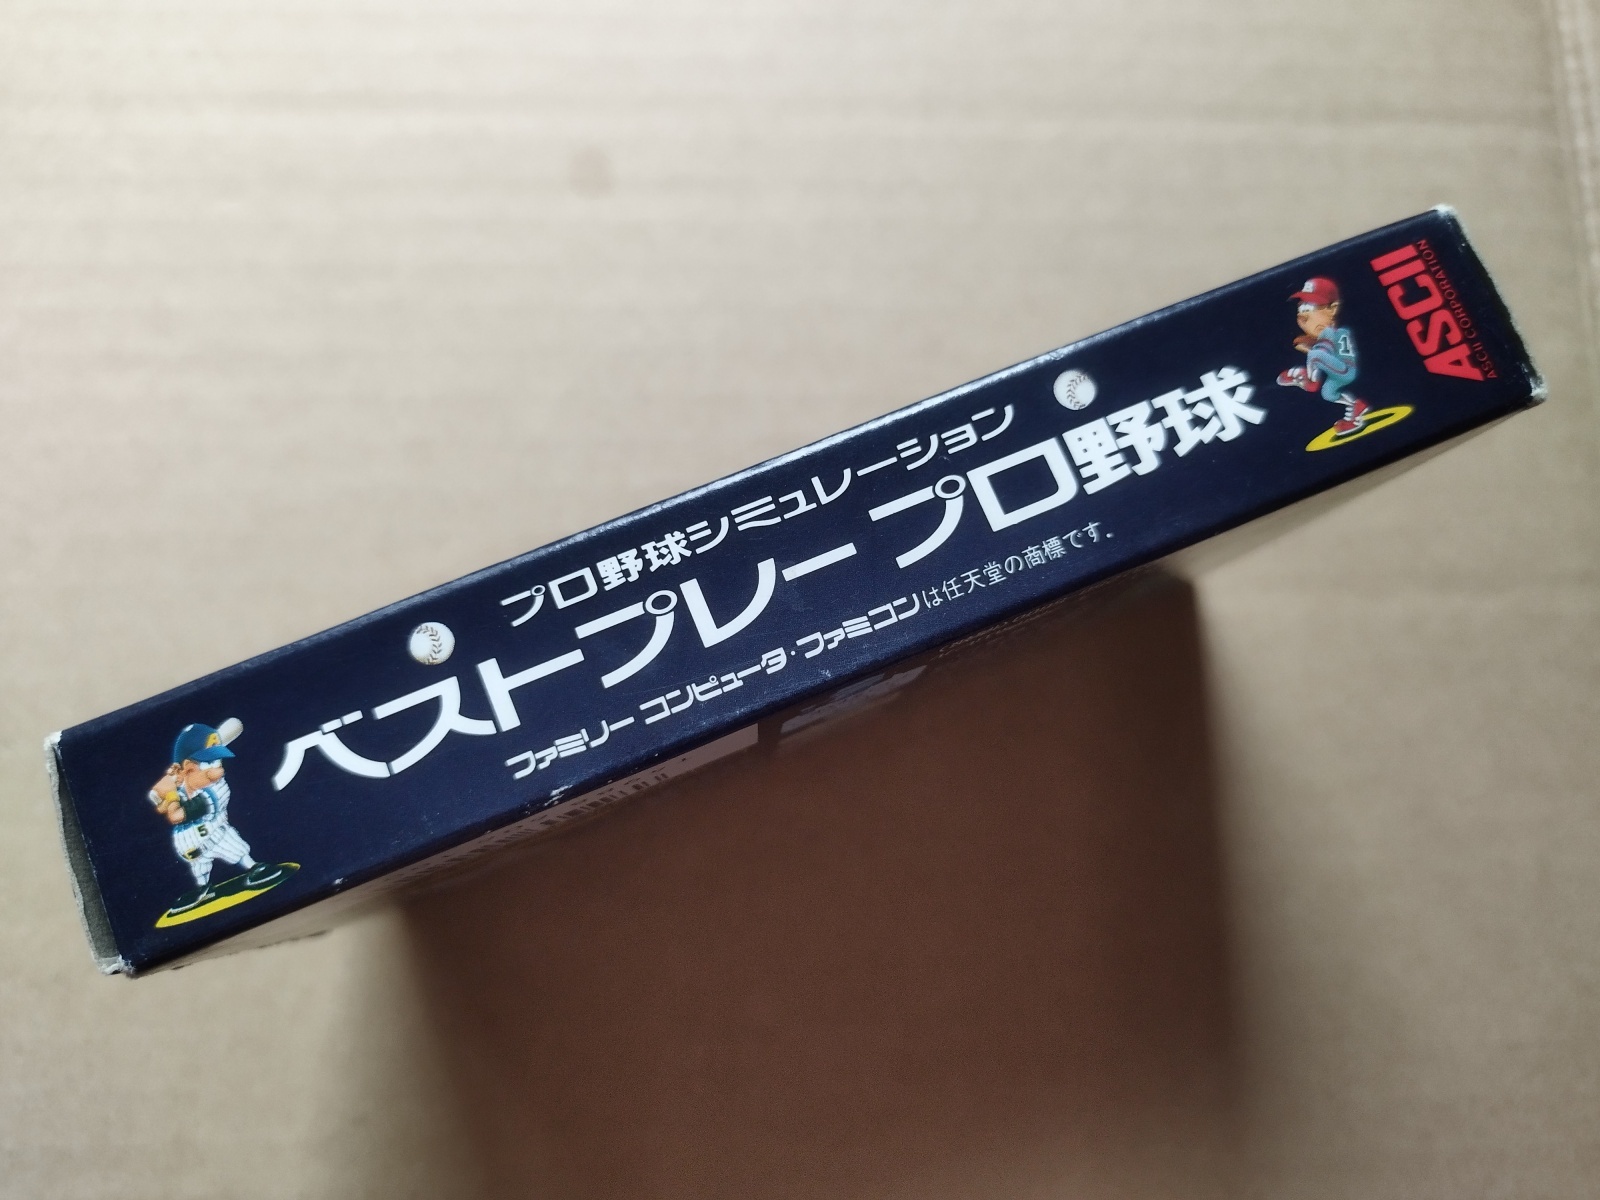 プロ野球シミュレーション
ベストプレー プロ野球
ファミリー コンピュータ・ファミコンは任天堂の商標です.
ASCII
ASCII CORPORATION
1
5